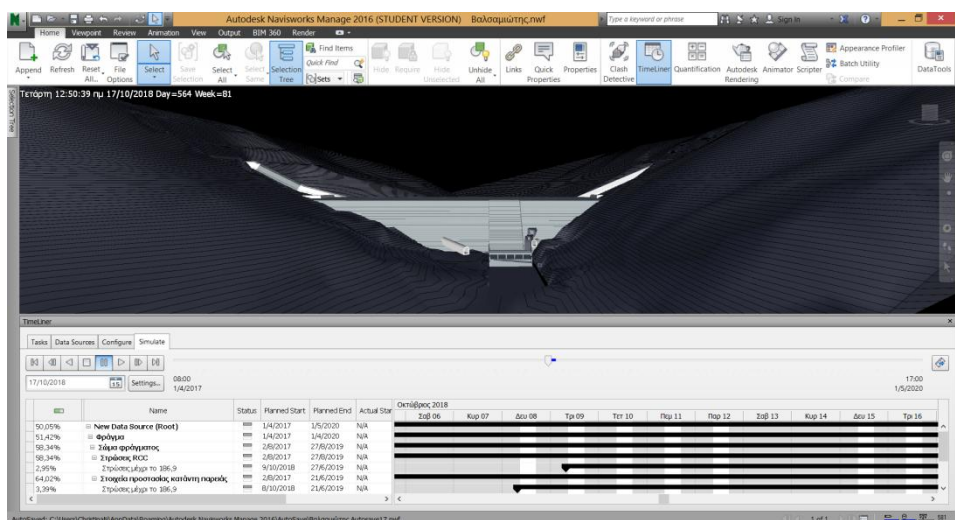 Autodesk Navisworks Manage 2016 (STUDENT VERSION) Βαλσαμιώτης.nwf
Type a keyword or phrase
Sign In
Home Viewpoint Review Animation View Output BIM 360 Render
Append Refresh Reset All... File Options Select Save Selection Select All Select Same Selection Tree
Find Items
Quick Find
Sets
Hide Require Hide Unselected Unhide All Links Quick Properties Properties Clash Detective TimeLiner Quantification Autodesk Rendering Animator Scripter
Appearance Profiler
Batch Utility
Compare
DataTools
Selection Tree
Τετάρτη 12:50:39 πμ 17/10/2018 Day=564 Week=81
TimeLiner
Tasks Data Sources Configure Simulate
17/10/2018 15 Settings... 08:00 1/4/2017 17:00 1/5/2020
Name Status Planned Start Planned End Actual Star
Οκτώβριος 2018
Σαβ 06 Κυρ 07 Δευ 08 Τρι 09 Τετ 10 Πεμ 11 Παρ 12 Σαβ 13 Κυρ 14 Δευ 15 Τρι 16
50,05% New Data Source (Root) 1/4/2017 1/5/2020 N/A
51,42% Φράγμα 1/4/2017 1/4/2020 N/A
58,34% Σώμα φράγματος 2/8/2017 27/8/2019 N/A
58,34% Στρώσεις RCC 2/8/2017 27/8/2019 N/A
2,95% Στρώσεις μέχρι το 186,9 9/10/2018 21/6/2019 N/A
64,02% Στοιχεία προστασίας κατάντη παρειάς 2/8/2017 21/6/2019 N/A
3,39% Στρώσεις μέχρι το 186,9 8/10/2018 21/6/2019 N/A
1 of 1